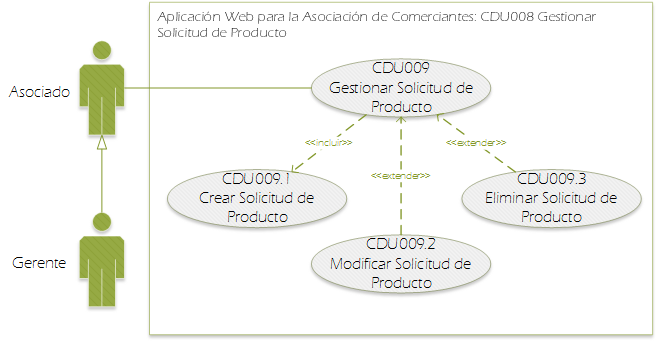 Aplicación Web para la Asociación de Comerciantes: CDU008 Gestionar
Solicitud de Producto
Asociado
CDU009
Gestionar Solicitud de
Producto
<<incluir>>
<<extender>>
<<extender>>
CDU009.1
Crear Solicitud de
Producto
CDU009.3
Eliminar Solicitud de
Producto
CDU009.2
Modificar Solicitud de
Producto
Gerente